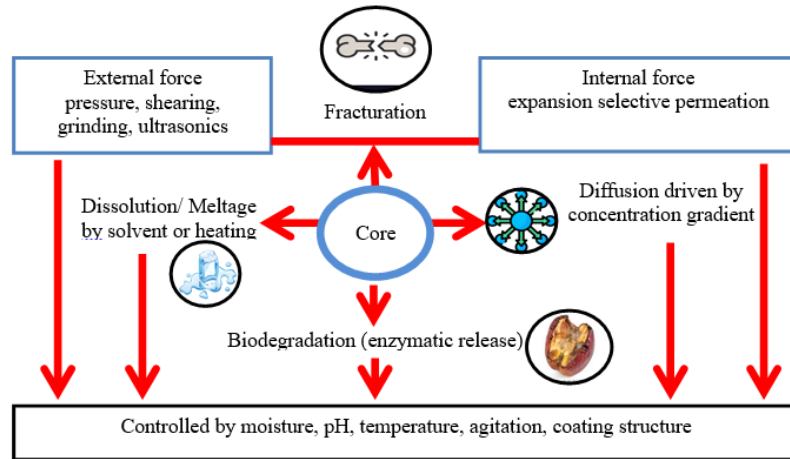 External force
pressure, shearing,
grinding, ultrasonics
Fracturation
Internal force
expansion selective permeation
Dissolution/ Meltage
by solvent or heating
Core
Diffusion driven by
concentration gradient
Biodegradation (enzymatic release)
Controlled by moisture, pH, temperature, agitation, coating structure